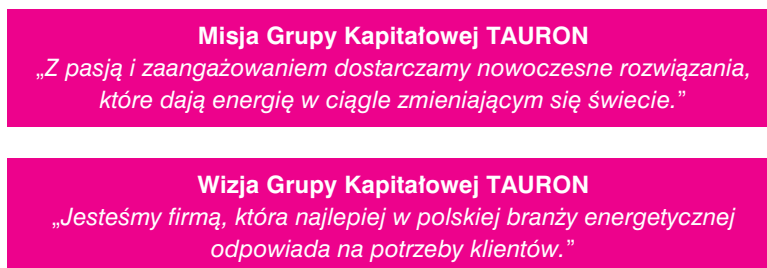 Misja Grupy Kapitałowej TAURON
„Z pasją i zaangażowaniem dostarczamy nowoczesne rozwiązania,
które dają energię w ciągle zmieniającym się świecie.”
Wizja Grupy Kapitałowej TAURON
„Jesteśmy firmą, która najlepiej w polskiej branży energetycznej
odpowiada na potrzeby klientów.”